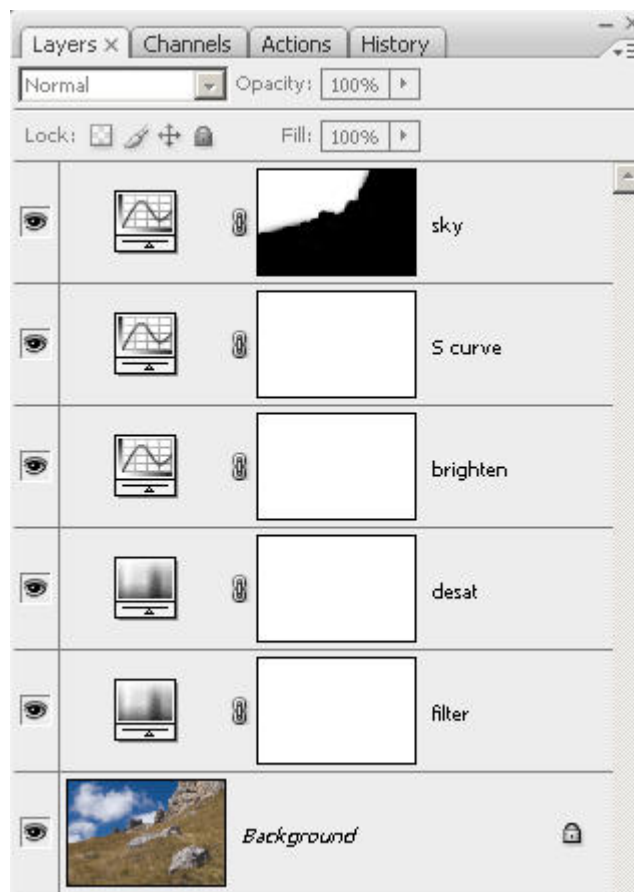 Layers × Channels Actions History
Normal Opacity: 100%
Lock: Fill: 100%
sky
S curve
brighten
desat
filter
Background